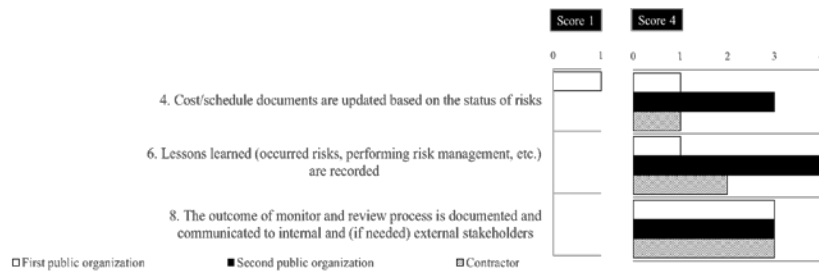 Score 1 Score 4
0 1 0 1 2 3
4. Cost/schedule documents are updated based on the status of risks
6. Lessons learned (occurred risks, performing risk management, etc.)
are recorded
8. The outcome of monitor and review process is documented and
communicated to internal and (if needed) external stakeholders
First public organization Second public organization Contractor